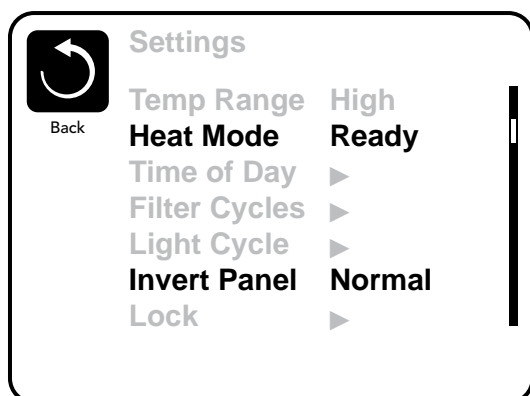 Settings
Back
Temp Range High
Heat Mode Ready
Time of Day ▶
Filter Cycles ▶
Light Cycle ▶
Invert Panel Normal
Lock ▶